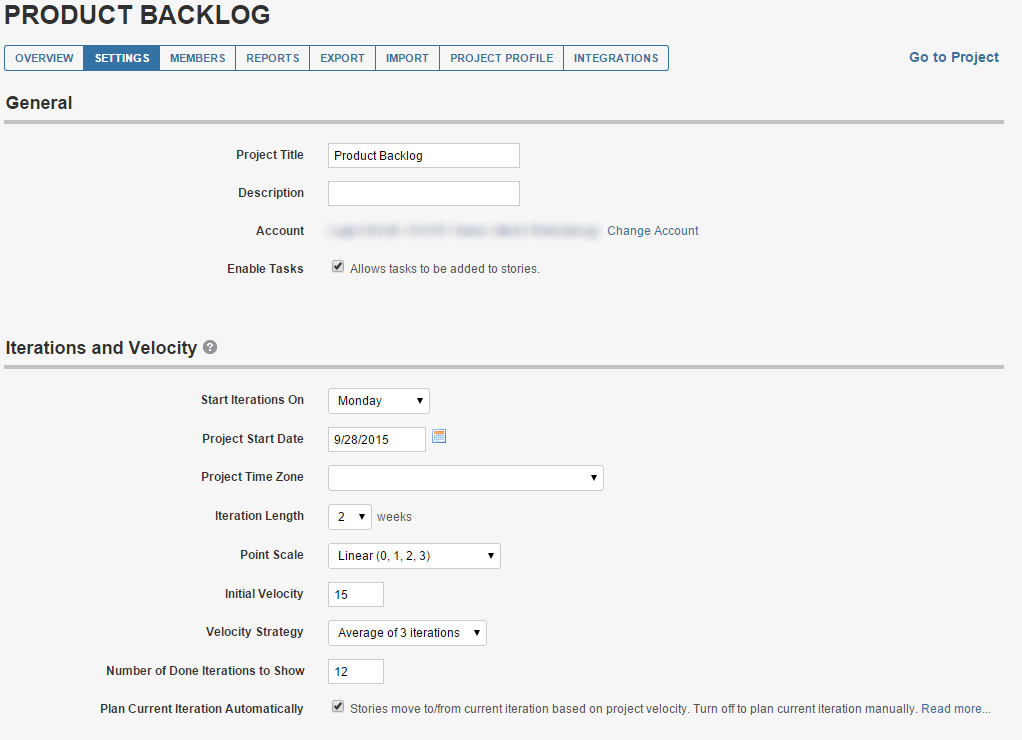 PRODUCT BACKLOG
OVERVIEW SETTINGS MEMBERS REPORTS EXPORT IMPORT PROJECT PROFILE INTEGRATIONS Go to Project
General
Project Title Product Backlog
Description
Account Change Account
Enable Tasks Allows tasks to be added to stories.
Iterations and Velocity ?
Start Iterations On Monday
Project Start Date 9/28/2015
Project Time Zone
Iteration Length 2 weeks
Point Scale Linear (0, 1, 2, 3)
Initial Velocity 15
Velocity Strategy Average of 3 iterations
Number of Done Iterations to Show 12
Plan Current Iteration Automatically Stories move to/from current iteration based on project velocity. Turn off to plan current iteration manually. Read more...